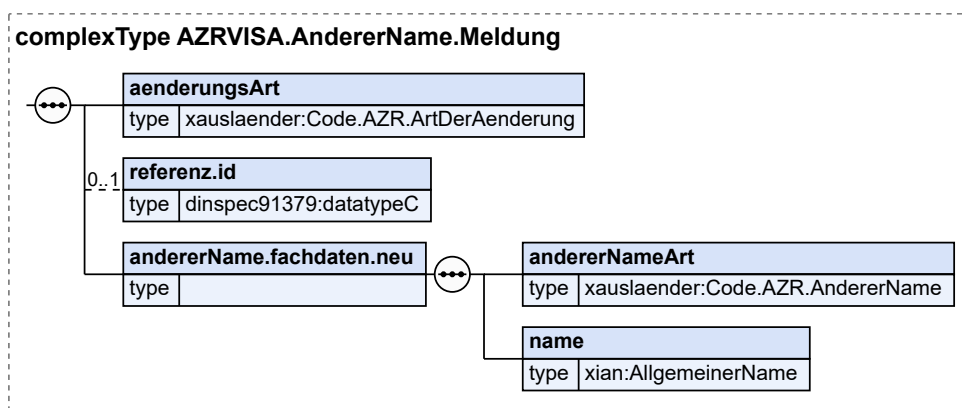 complexType AZRVISA.AndererName.Meldung
aenderungsArt
type xauslaender:Code.AZR.ArtDerAenderung
0..1
referenz.id
type dinspec91379:datatypeC
andererName.fachdaten.neu
type
andererNameArt
type xauslaender:Code.AZR.AndererName
name
type xian:AllgemeinerName